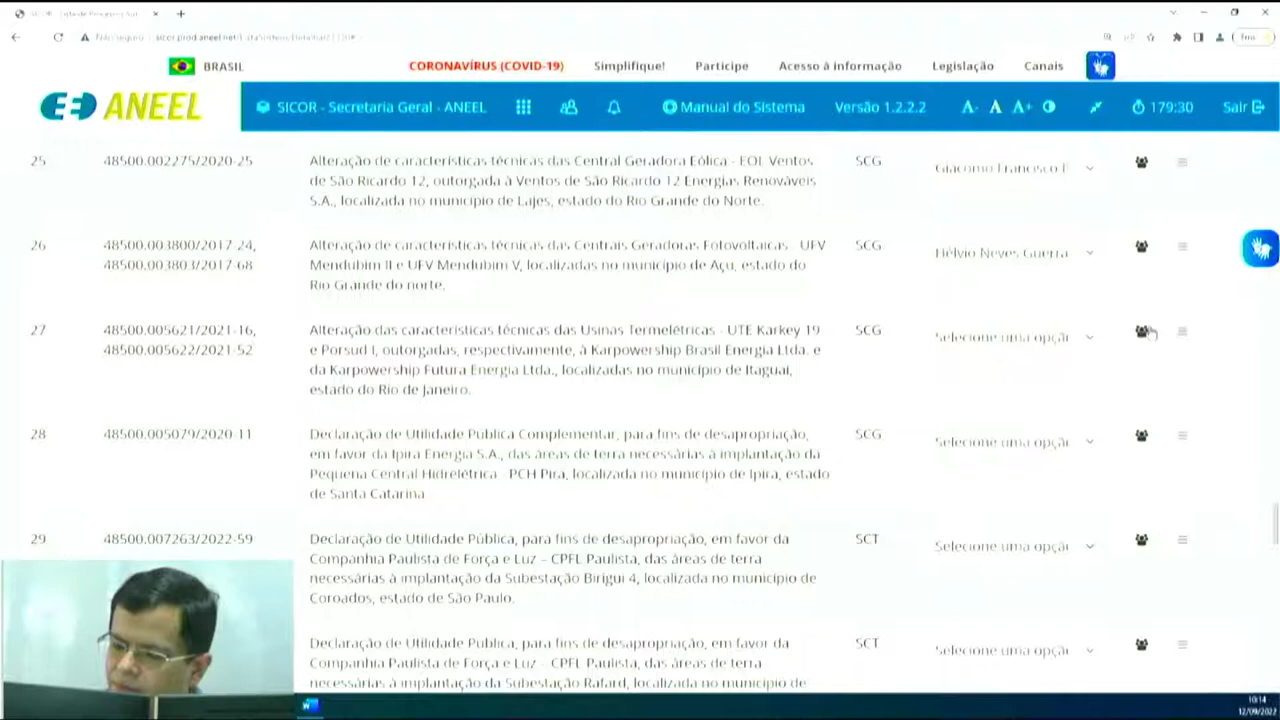 BRASIL
CORONAVÍRUS (COVID-19)
Simplifique!
Participe
Acesso à informação
Legislação
Canais
ANEEL
SICOR - Secretaria Geral - ANEEL
Manual do Sistema
Versão 1.2.2.2
A-
A
A+
179:30
Sair
25
48500.002275/2020-25
Alteração de características técnicas das Central Geradora Eólica - EOL Ventos
de São Ricardo 12, outorgada à Ventos de São Ricardo 12 Energias Renováveis
S.A., localizada no município de Lajes, estado do Rio Grande do Norte.
SCG
Giácomo Francisco
26
48500.003800/2017-24,
48500.003803/2017-68
Alteração de características técnicas das Centrais Geradoras Fotovoltaicas - UFV
Mendubim II e UFV Mendubim V, localizadas no município de Açu, estado do
Rio Grande do norte.
SCG
Hélvio Neves Guerra
27
48500.005621/2021-16,
48500.005622/2021-52
Alteração das características técnicas das Usinas Termelétricas - UTE Karkey 19
e Porsud I, outorgadas, respectivamente, à Karpowership Brasil Energia Ltda. e
da Karpowership Futura Energia Ltda., localizadas no município de Itaguaí,
estado do Rio de Janeiro.
SCG
Selecione uma opçã
28
48500.005079/2020-11
Declaração de Utilidade Pública Complementar, para fins de desapropriação,
em favor da Ipira Energia S.A., das áreas de terra necessárias à implantação da
Pequena Central Hidrelétrica - PCH Pira, localizada no município de Ipira, estado
de Santa Catarina.
SCG
Selecione uma opçã
29
48500.007263/2022-59
Declaração de Utilidade Pública, para fins de desapropriação, em favor da
Companhia Paulista de Força e Luz – CPFL Paulista, das áreas de terra
necessárias à implantação da Subestação Birigui 4, localizada no município de
Coroados, estado de São Paulo.
SCT
Selecione uma opçã
Declaração de Utilidade Pública, para fins de desapropriação, em favor da
Companhia Paulista de Força e Luz – CPFL Paulista, das áreas de terra
necessárias à implantação da Subestação Rafard, localizada no município de
SCT
Selecione uma opçã
10:14
12/09/2022